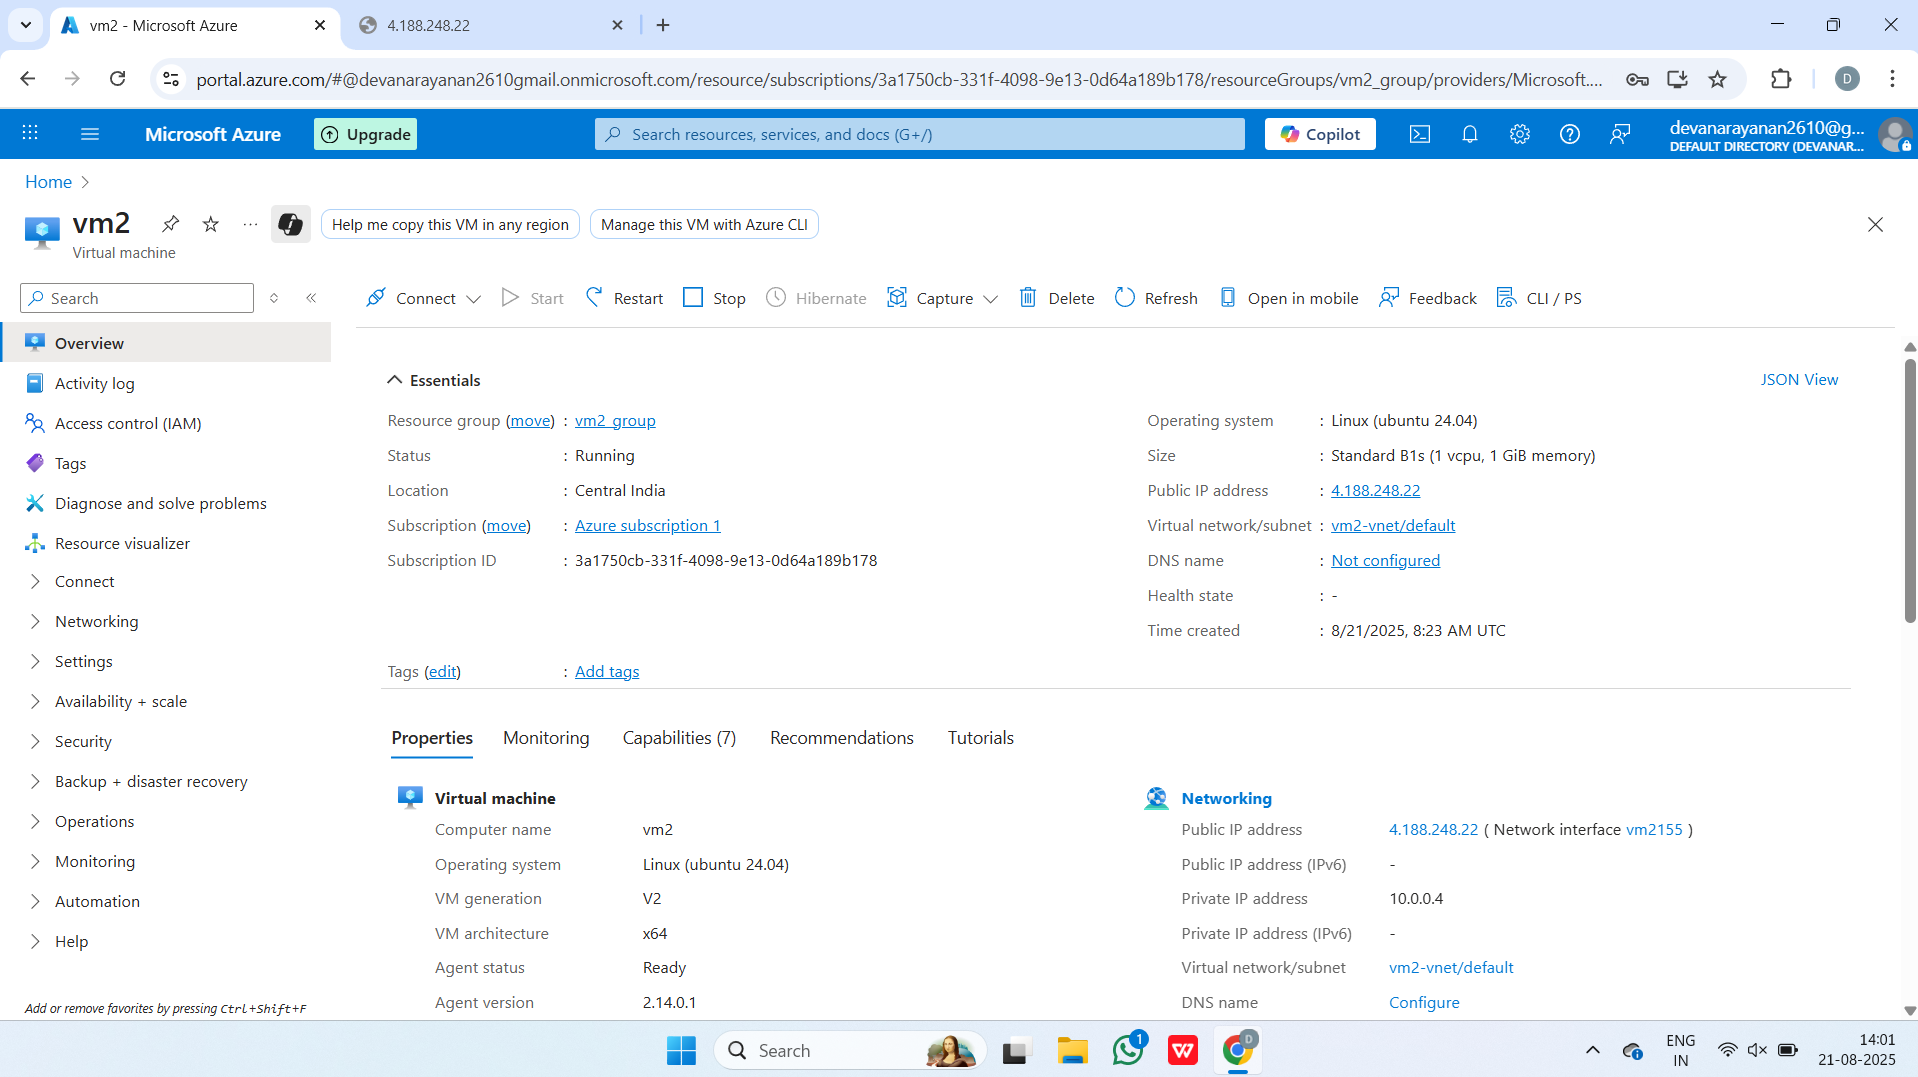 vm2 - Microsoft Azure
4.188.248.22
portal.azure.com/#@devanarayanan2610gmail.onmicrosoft.com/resource/subscriptions/3a1750cb-331f-4098-9e13-0d64a189b178/resourceGroups/vm2_group/providers/Microsoft....
D
Microsoft Azure
Upgrade
Search resources, services, and docs (G+/)
Copilot
devanarayanan2610@g...
DEFAULT DIRECTORY (DEVANAR...
Home
vm2
Virtual machine
Help me copy this VM in any region
Manage this VM with Azure CLI
Search
Connect
Start
Restart
Stop
Hibernate
Capture
Delete
Refresh
Open in mobile
Feedback
CLI / PS
Overview
Activity log
Access control (IAM)
Tags
Diagnose and solve problems
Resource visualizer
Connect
Networking
Settings
Availability + scale
Security
Backup + disaster recovery
Operations
Monitoring
Automation
Help
Add or remove favorites by pressing Ctrl+Shift+F
Essentials
JSON View
Resource group (move) : vm2_group
Status : Running
Location : Central India
Subscription (move) : Azure subscription 1
Subscription ID : 3a1750cb-331f-4098-9e13-0d64a189b178
Operating system : Linux (ubuntu 24.04)
Size : Standard B1s (1 vcpu, 1 GiB memory)
Public IP address : 4.188.248.22
Virtual network/subnet : vm2-vnet/default
DNS name : Not configured
Health state : -
Time created : 8/21/2025, 8:23 AM UTC
Tags (edit) : Add tags
Properties
Monitoring
Capabilities (7)
Recommendations
Tutorials
Virtual machine
Computer name vm2
Operating system Linux (ubuntu 24.04)
VM generation V2
VM architecture x64
Agent status Ready
Agent version 2.14.0.1
Networking
Public IP address 4.188.248.22 ( Network interface vm2155 )
Public IP address (IPv6) -
Private IP address 10.0.0.4
Private IP address (IPv6) -
Virtual network/subnet vm2-vnet/default
DNS name Configure
Search
1
W
D
ENG
IN
14:01
21-08-2025